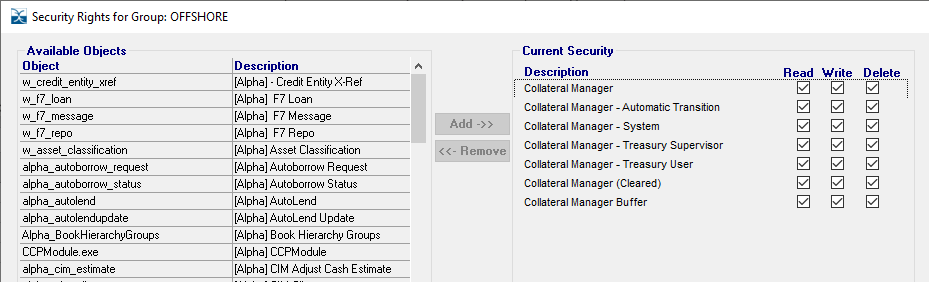 Security Rights for Group: OFFSHORE
Available Objects
Object Description
w_credit_entity_xref [Alpha] - Credit Entity X-Ref
w_f7_loan [Alpha] F7 Loan
w_f7_message [Alpha] F7 Message
w_f7_repo [Alpha] F7 Repo
w_asset_classification [Alpha] Asset Classification
alpha_autoborrow_request [Alpha] Autoborrow Request
alpha_autoborrow_status [Alpha] Autoborrow Status
alpha_autolend [Alpha] AutoLend
alpha_autolendupdate [Alpha] AutoLend Update
Alpha_BookHierarchyGroups [Alpha] Book Hierarchy Groups
CCPModule.exe [Alpha] CCPModule
alpha_cim_estimate [Alpha] CIM Adjust Cash Estimate
Add ->>
<<- Remove
Current Security
Description Read Write Delete
Collateral Manager
Collateral Manager - Automatic Transition
Collateral Manager - System
Collateral Manager - Treasury Supervisor
Collateral Manager - Treasury User
Collateral Manager (Cleared)
Collateral Manager Buffer